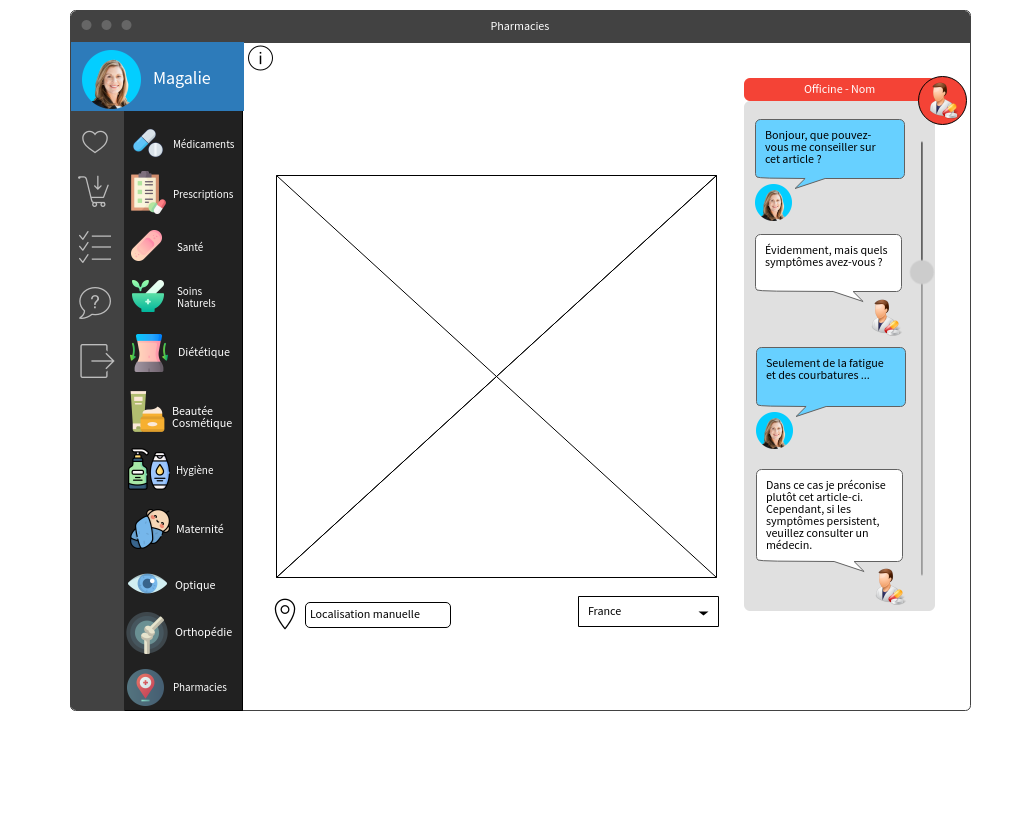 Pharmacies
i
Magalie
Médicaments
Prescriptions
Santé
Soins
Naturels
Diététique
Beautée
Cosmétique
Hygiène
Maternité
Optique
Orthopédie
Pharmacies
?
Localisation manuelle
France
Officine - Nom
Bonjour, que pouvez-
vous me conseiller sur
cet article ?
Évidemment, mais quels
symptômes avez-vous ?
Seulement de la fatigue
et des courbatures ...
Dans ce cas je préconise
plutôt cet article-ci.
Cependant, si les
symptômes persistent,
veuillez consulter un
médecin.